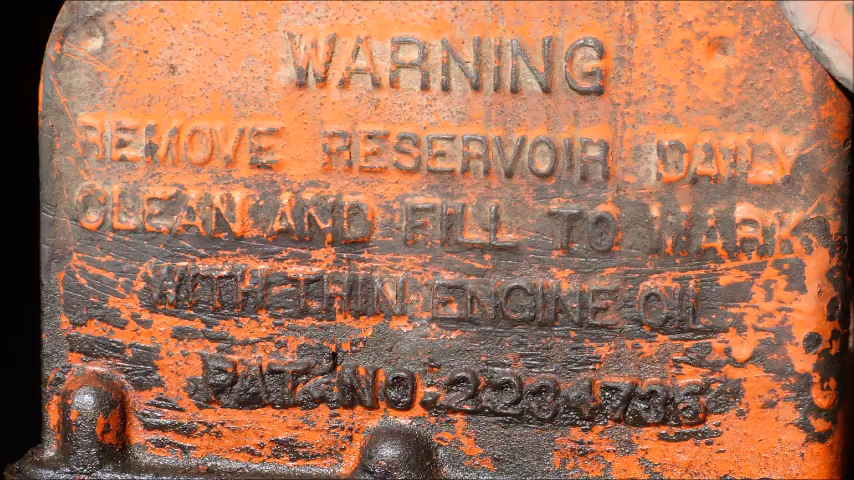 WARNING
REMOVE RESERVOIR DAILY
CLEAN AND FILL TO MARK
WITH THIN ENGINE OIL
PAT. NO. 2234735